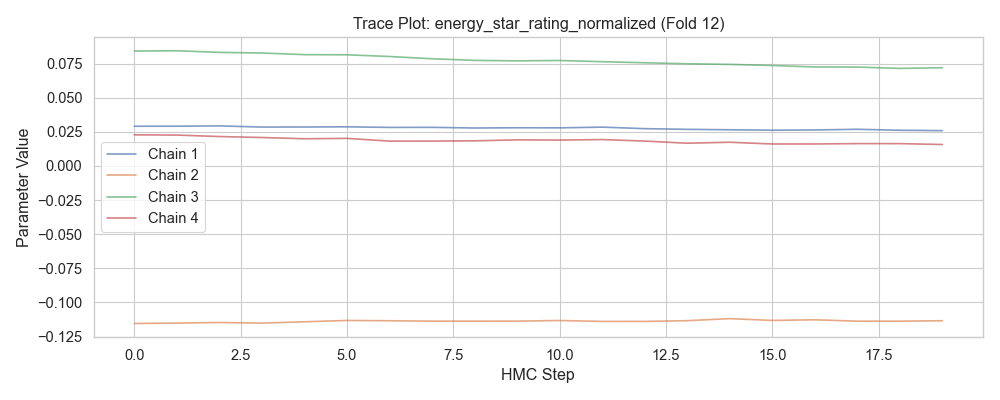 Trace Plot: energy_star_rating_normalized (Fold 12)
Parameter Value
0.075
0.050
0.025
0.000
−0.025
−0.050
−0.075
−0.100
−0.125
Chain 1
Chain 2
Chain 3
Chain 4
0.0 2.5 5.0 7.5 10.0 12.5 15.0 17.5
HMC Step